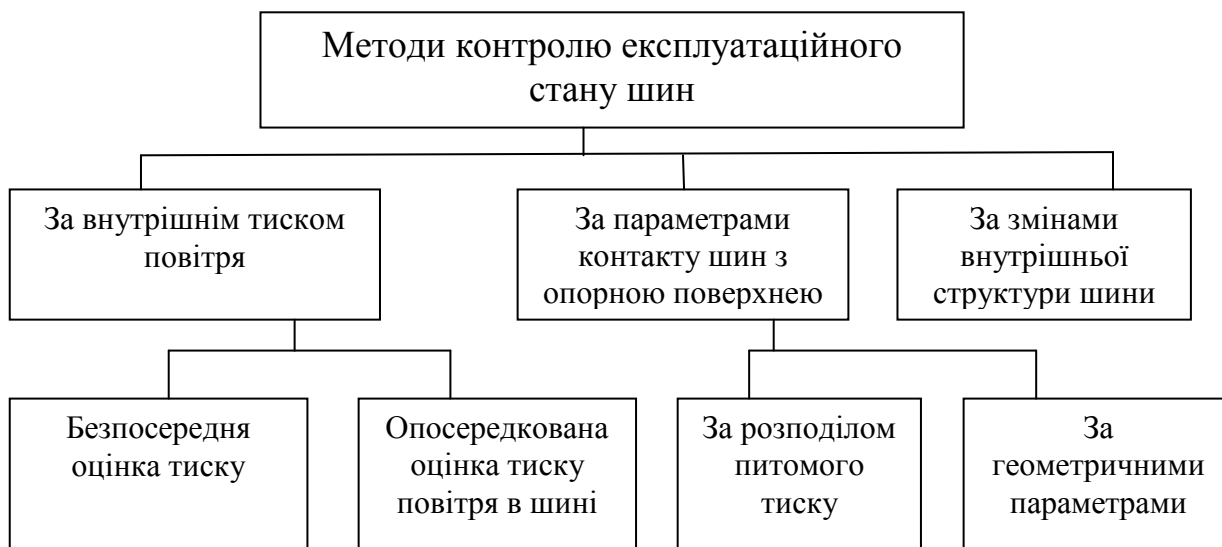 Методи контролю експлуатаційного
стану шин
За внутрішнім тиском
повітря
За параметрами
контакту шин з
опорною поверхнею
За змінами
внутрішньої
структури шини
Безпосередня
оцінка тиску
Опосередкована
оцінка тиску
повітря в шині
За розподілом
питомого
тиску
За
геометричними
параметрами